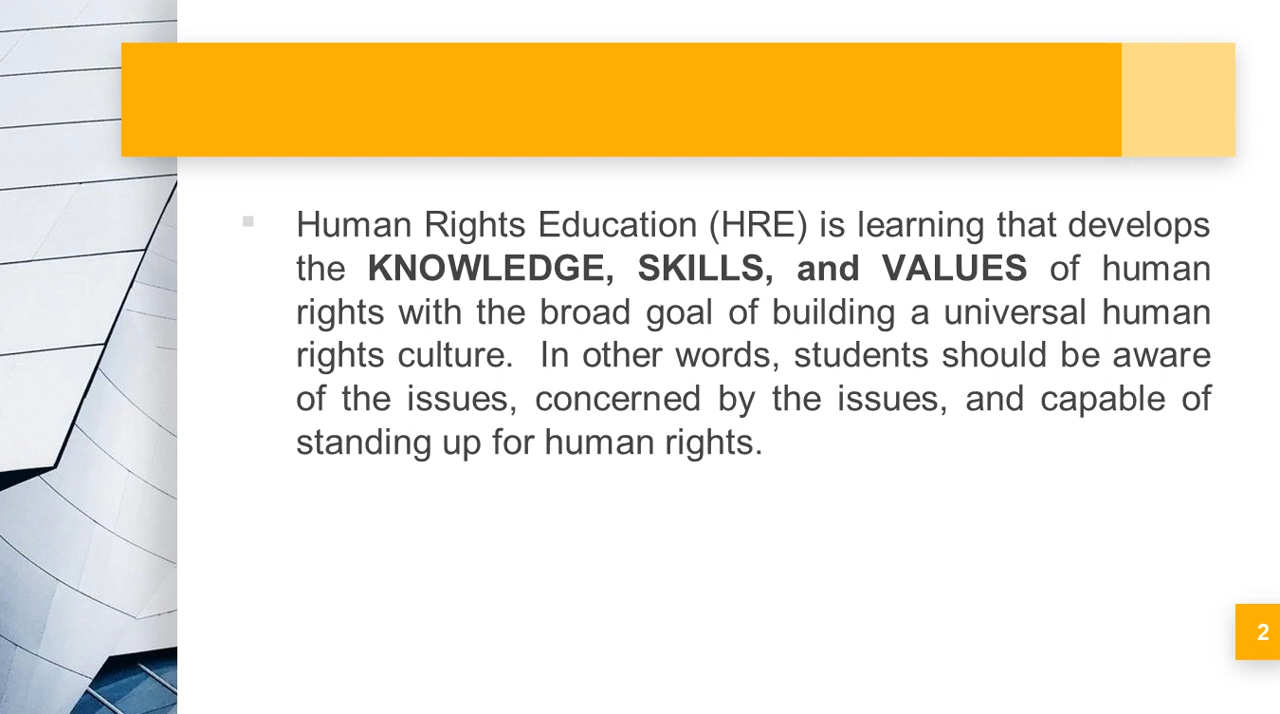 ▪ Human Rights Education (HRE) is learning that develops
the KNOWLEDGE, SKILLS, and VALUES of human
rights with the broad goal of building a universal human
rights culture.  In other words, students should be aware
of the issues, concerned by the issues, and capable of
standing up for human rights.
2